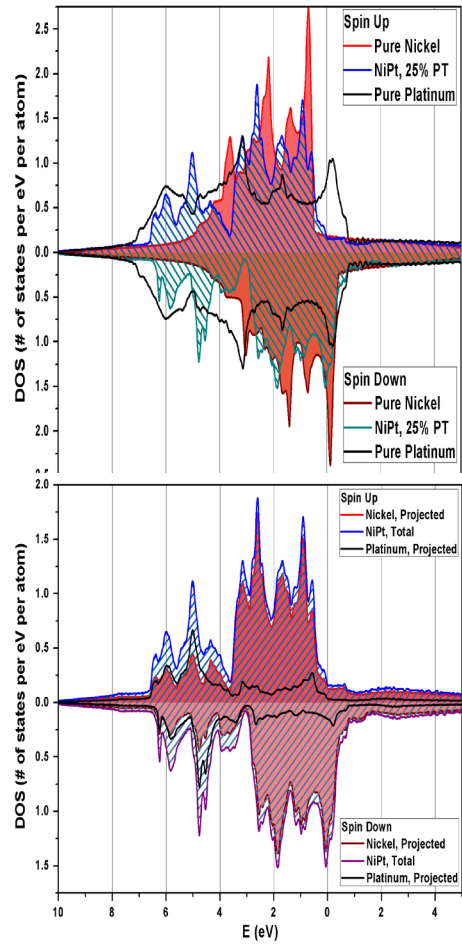 Spin Up
Pure Nickel
NiPt, 25% PT
Pure Platinum
2.5
2.0
1.5
1.0
0.5
0.0
0.5
1.0
1.5
2.0
DOS (# of states per eV per atom)
Spin Down
Pure Nickel
NiPt, 25% PT
Pure Platinum
2.0
1.5
1.0
0.5
0.0
0.5
1.0
1.5
DOS (# of states per eV per atom)
Spin Up
Nickel, Projected
NiPt, Total
Platinum, Projected
Spin Down
Nickel, Projected
NiPt, Total
Platinum, Projected
10 8 6 4 2 0
E (eV)